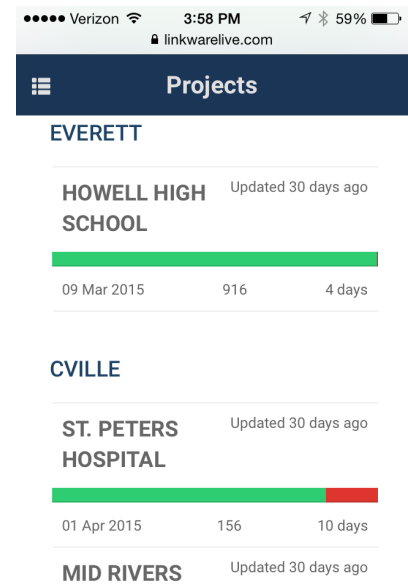 Verizon 3:58 PM 59%
linkwarelive.com
Projects
EVERETT
HOWELL HIGH Updated 30 days ago
SCHOOL
09 Mar 2015 916 4 days
CVILLE
ST. PETERS Updated 30 days ago
HOSPITAL
01 Apr 2015 156 10 days
MID RIVERS Updated 30 days ago